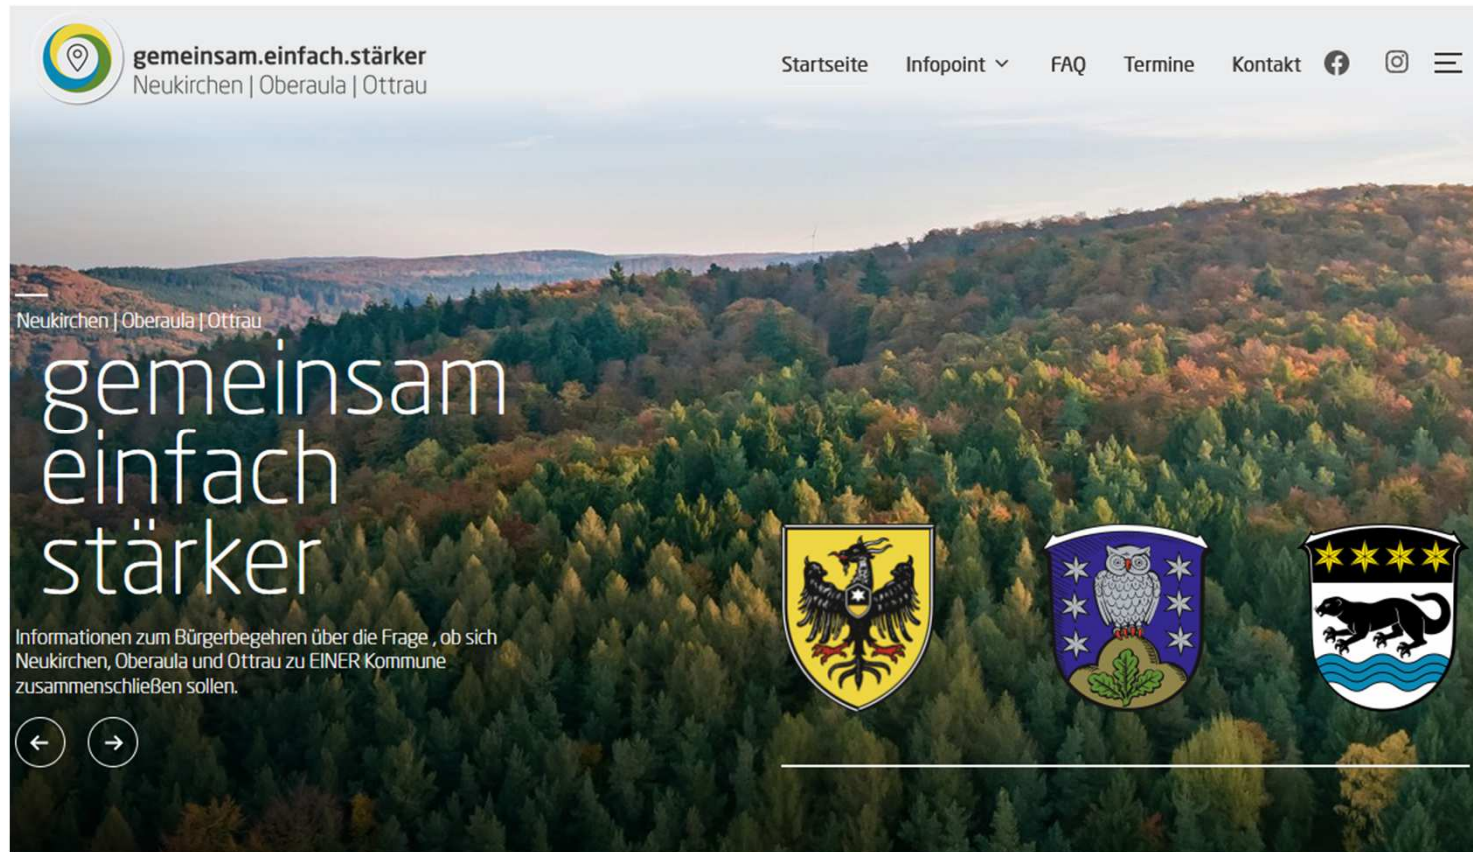 gemeinsam.einfach.stärker
Neukirchen | Oberaula | Ottrau
Startseite Infopoint FAQ Termine Kontakt
Neukirchen | Oberaula | Ottrau
gemeinsam
einfach
stärker
Informationen zum Bürgerbegehren über die Frage , ob sich
Neukirchen, Oberaula und Ottrau zu EINER Kommune
zusammenschließen sollen.